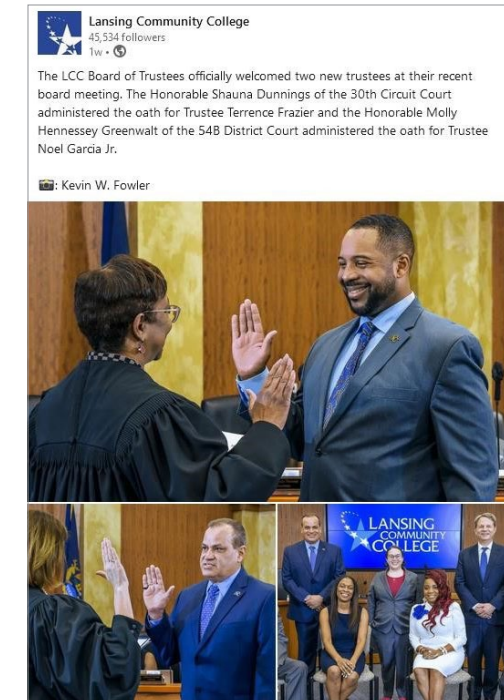 Lansing Community College
45,534 followers
1w •
The LCC Board of Trustees officially welcomed two new trustees at their recent
board meeting. The Honorable Shauna Dunnings of the 30th Circuit Court
administered the oath for Trustee Terrence Frazier and the Honorable Molly
Hennessey Greenwalt of the 54B District Court administered the oath for Trustee
Noel Garcia Jr.
📸: Kevin W. Fowler
LANSING
COMMUNITY
COLLEGE